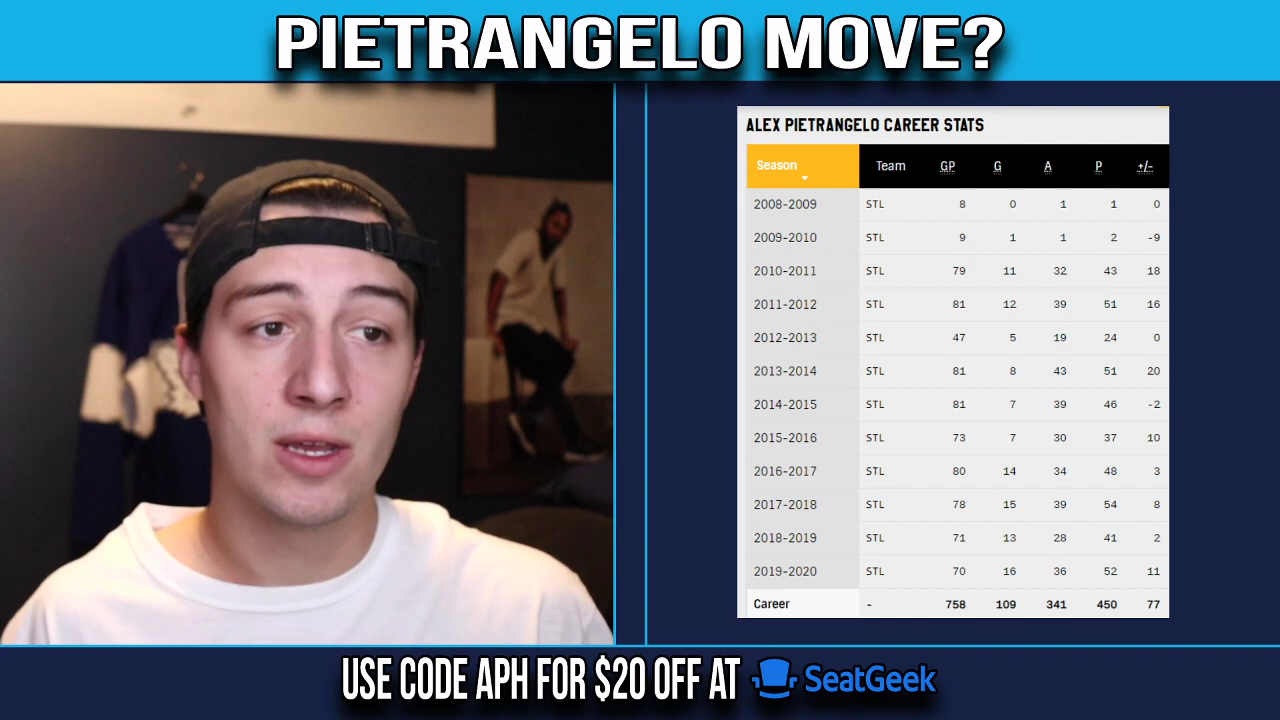 PIETRANGELO MOVE?
ALEX PIETRANGELO CAREER STATS
Season Team GP G A P +/-
2008-2009 STL 8 0 1 1 0
2009-2010 STL 9 1 1 2 -9
2010-2011 STL 79 11 32 43 18
2011-2012 STL 81 12 39 51 16
2012-2013 STL 47 5 19 24 0
2013-2014 STL 81 8 43 51 20
2014-2015 STL 81 7 39 46 -2
2015-2016 STL 73 7 30 37 10
2016-2017 STL 80 14 34 48 3
2017-2018 STL 78 15 39 54 8
2018-2019 STL 71 13 28 41 2
2019-2020 STL 70 16 36 52 11
Career - 758 109 341 450 77
USE CODE APH FOR $20 OFF AT SeatGeek